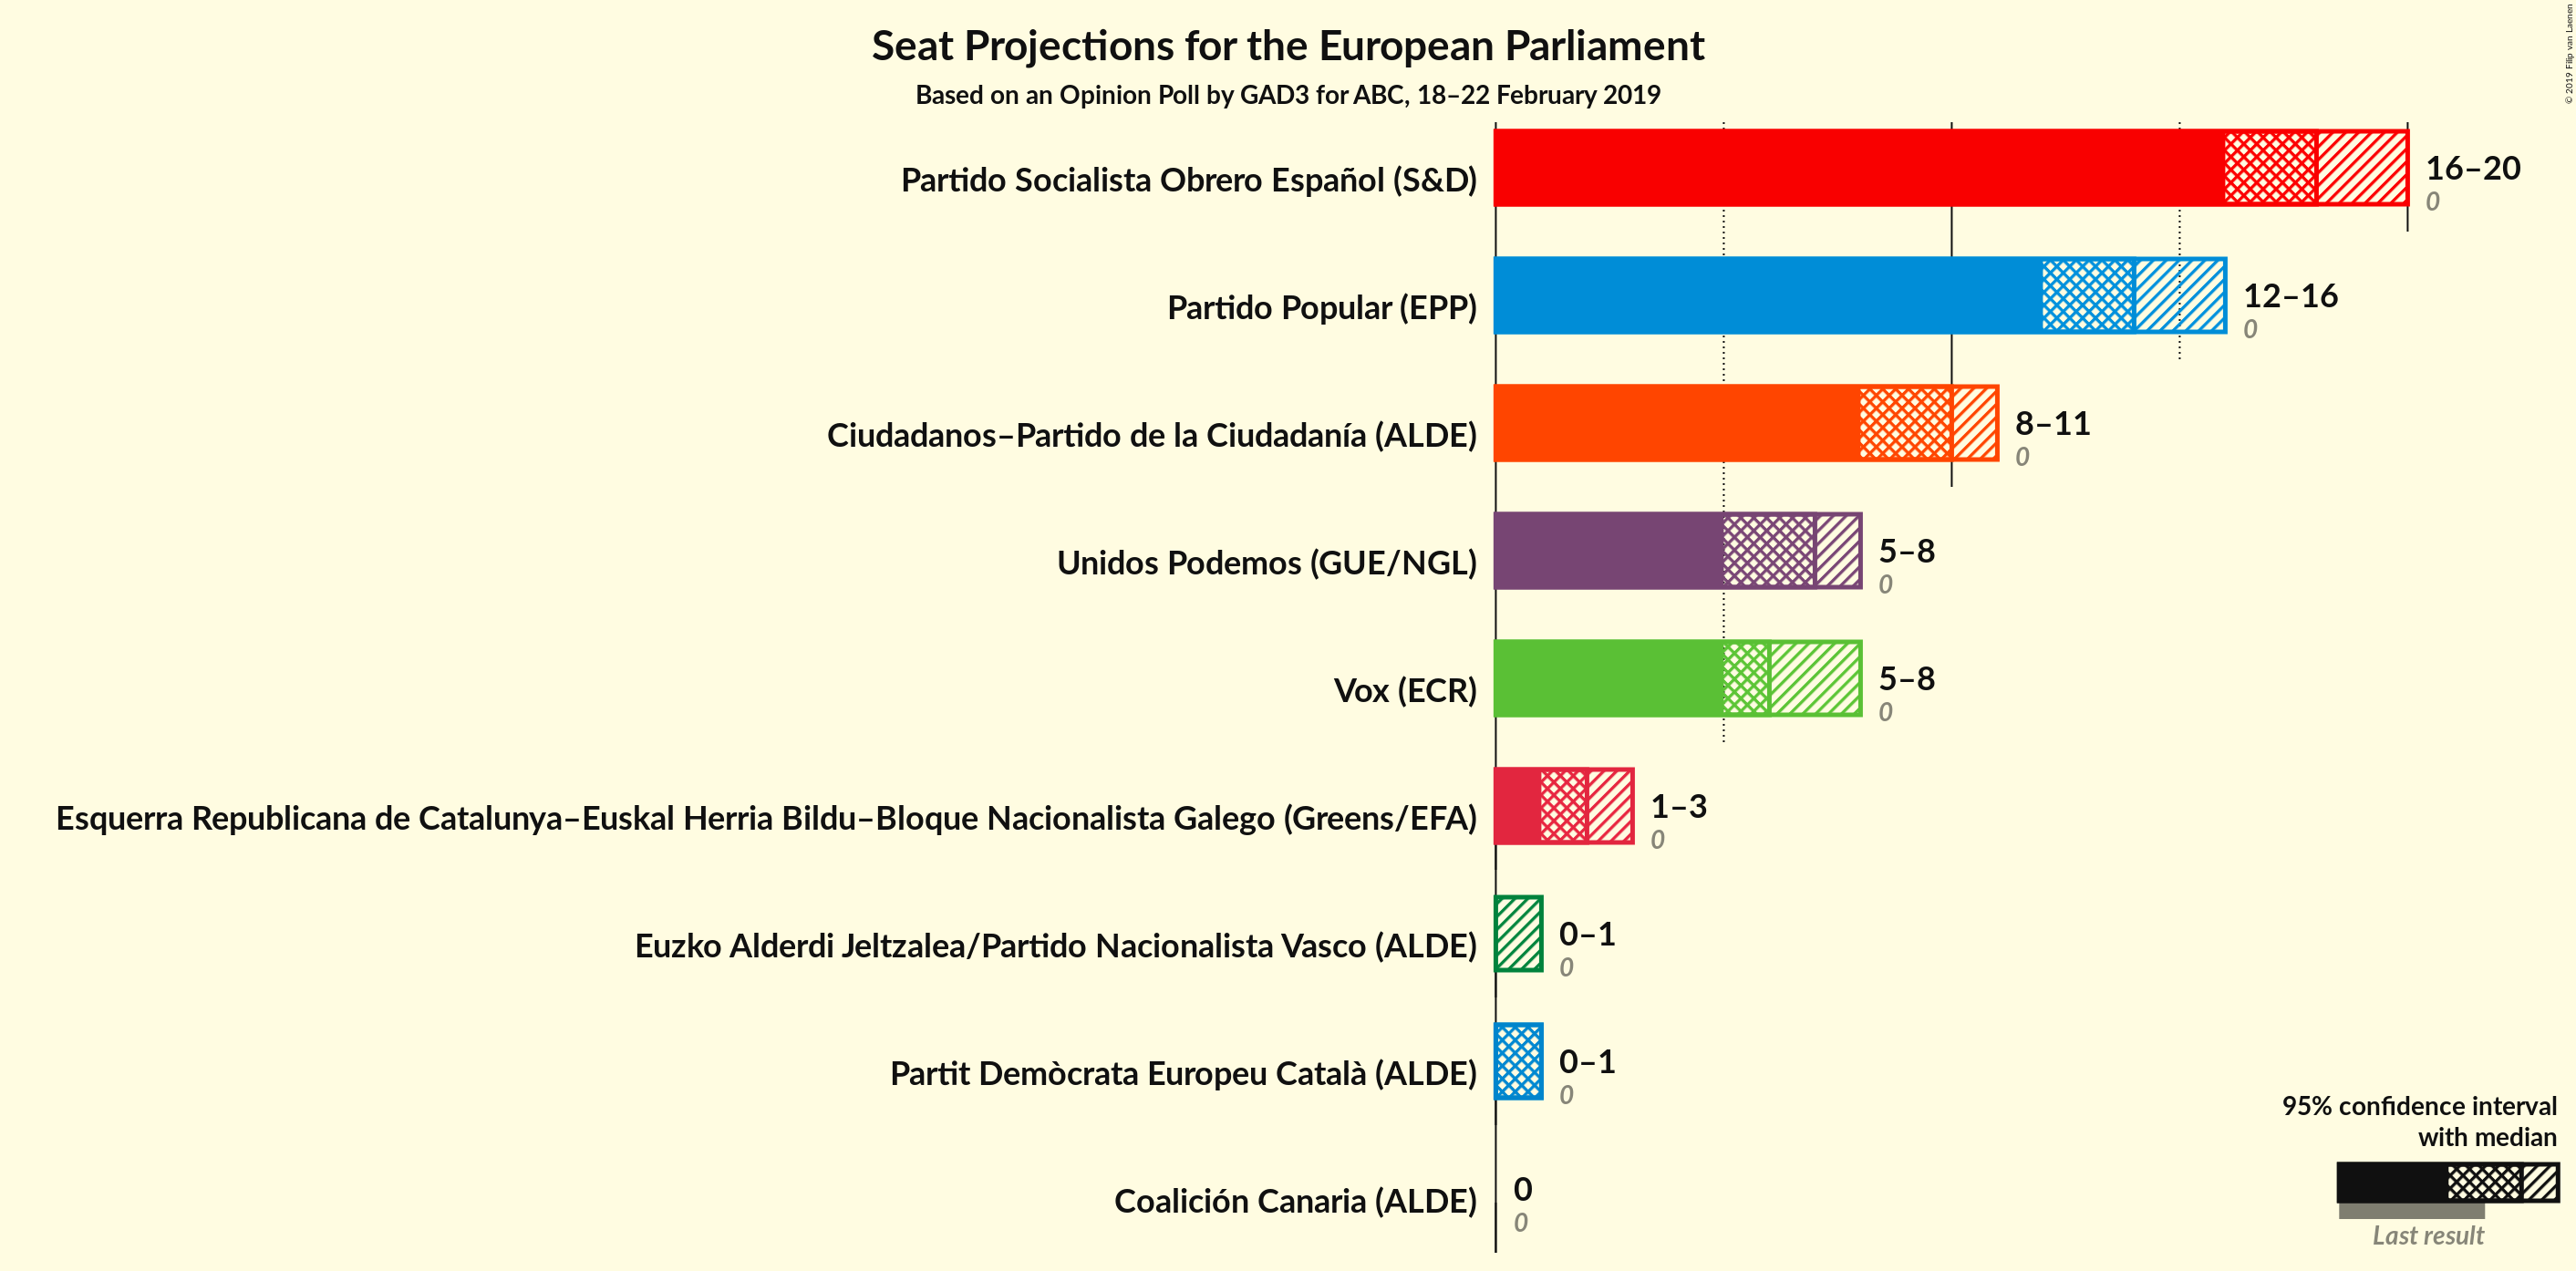 Seat Projections for the European Parliament
Based on an Opinion Poll by GAD3 for ABC, 18–22 February 2019
© 2019 Filip van Laenen
Partido Socialista Obrero Español (S&D)
16–20
0
Partido Popular (EPP)
12–16
0
Ciudadanos–Partido de la Ciudadanía (ALDE)
8–11
0
Unidos Podemos (GUE/NGL)
5–8
0
Vox (ECR)
5–8
0
Esquerra Republicana de Catalunya–Euskal Herria Bildu–Bloque Nacionalista Galego (Greens/EFA)
1–3
0
Euzko Alderdi Jeltzalea/Partido Nacionalista Vasco (ALDE)
0–1
0
Partit Demòcrata Europeu Català (ALDE)
0–1
0
Coalición Canaria (ALDE)
0
0
95% confidence interval
with median
Last result